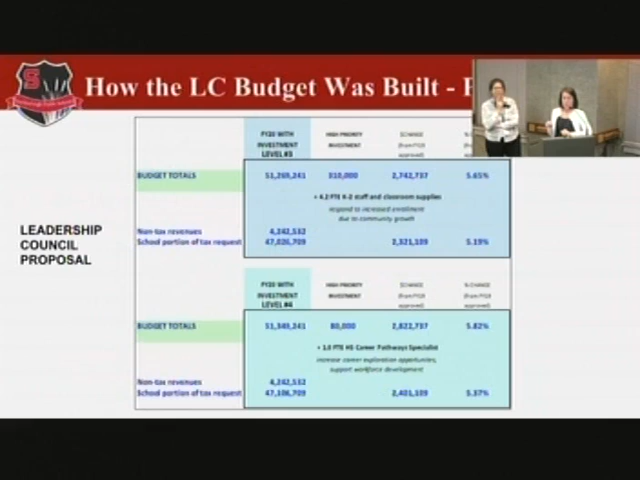 How the LC Budget Was Built -
LEADERSHIP
COUNCIL
PROPOSAL
FY20 WITH INVESTMENT LEVEL #3
HIGH PRIORITY INVESTMENT
$ CHANGE (from FY19 approved)
BUDGET TOTALS 51,269,241 310,000 2,742,737 5.65%
+ 4.2 FTE K-2 staff and classroom supplies
respond to increased enrollment
due to community growth
Non-tax revenues 4,242,532
School portion of tax request 47,026,709 2,321,109 5.19%
FY20 WITH INVESTMENT LEVEL #4
HIGH PRIORITY INVESTMENT
$ CHANGE (from FY19 approved)
% CHANGE (from FY19 approved)
BUDGET TOTALS 51,349,241 80,000 2,822,737 5.82%
+ 1.0 FTE HS Career Pathways Specialist
increase career exploration opportunities,
support workforce development
Non-tax revenues 4,242,532
School portion of tax request 47,106,709 2,401,109 5.37%